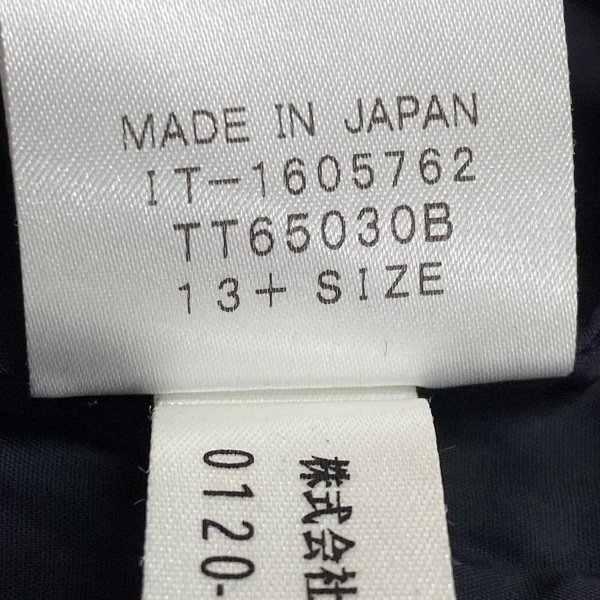 MADE IN JAPAN
IT-1605762
TT65030B
13+ SIZE
株式会社
0120-